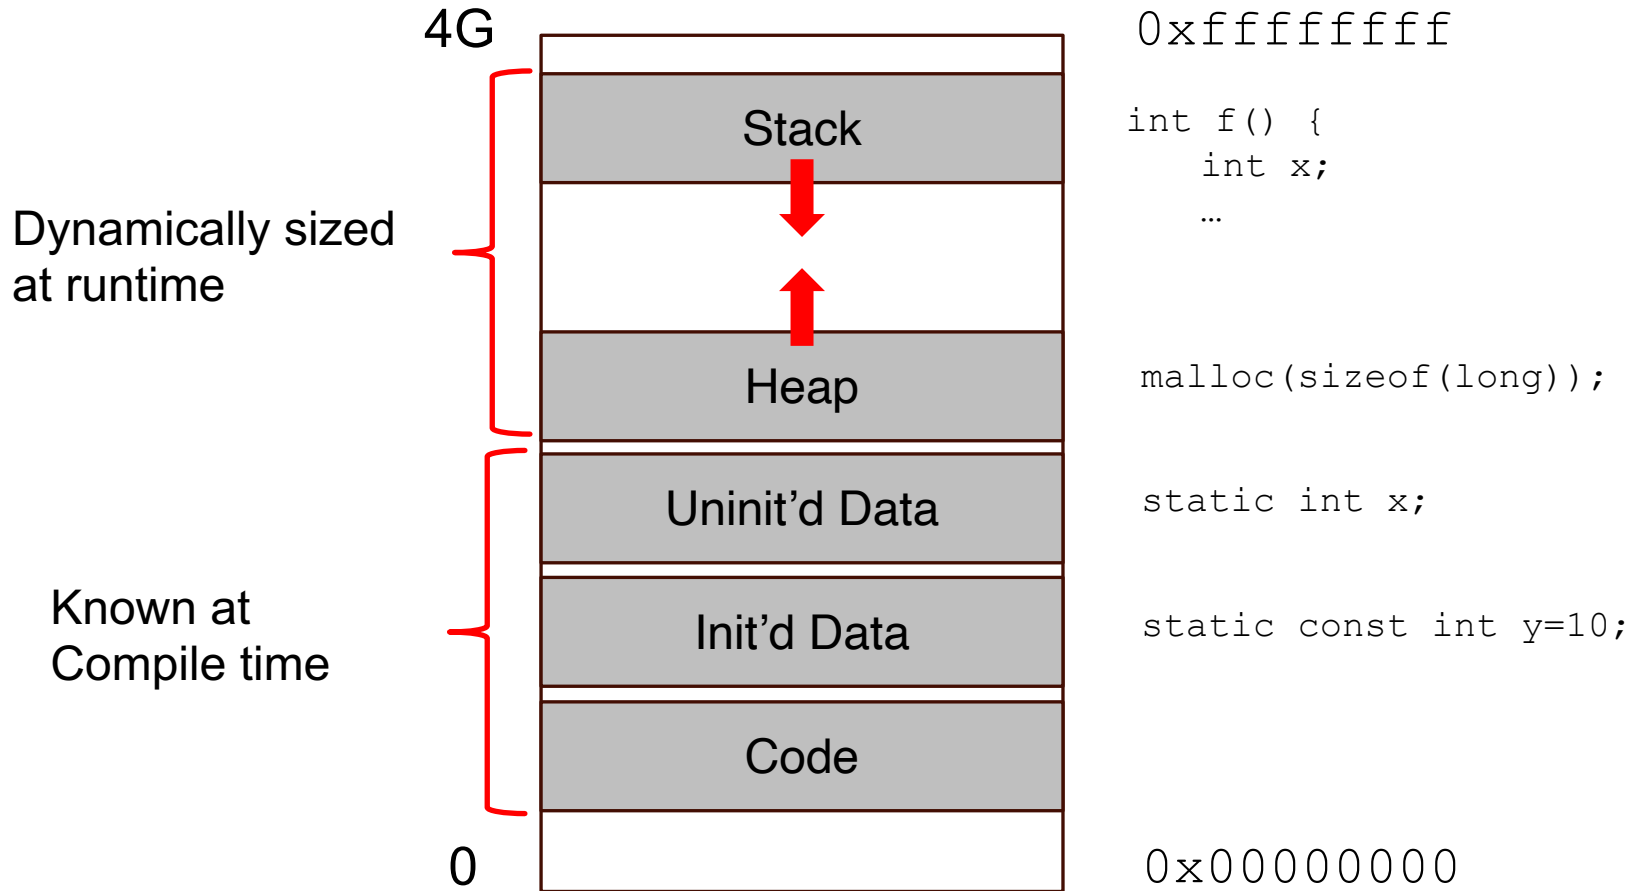 4G
0xffffffff
Stack
int f() {
int x;
…
Dynamically sized
at runtime
Heap
malloc(sizeof(long));
Uninit’d Data
static int x;
Known at
Compile time
Init’d Data
static const int y=10;
Code
0
0x00000000